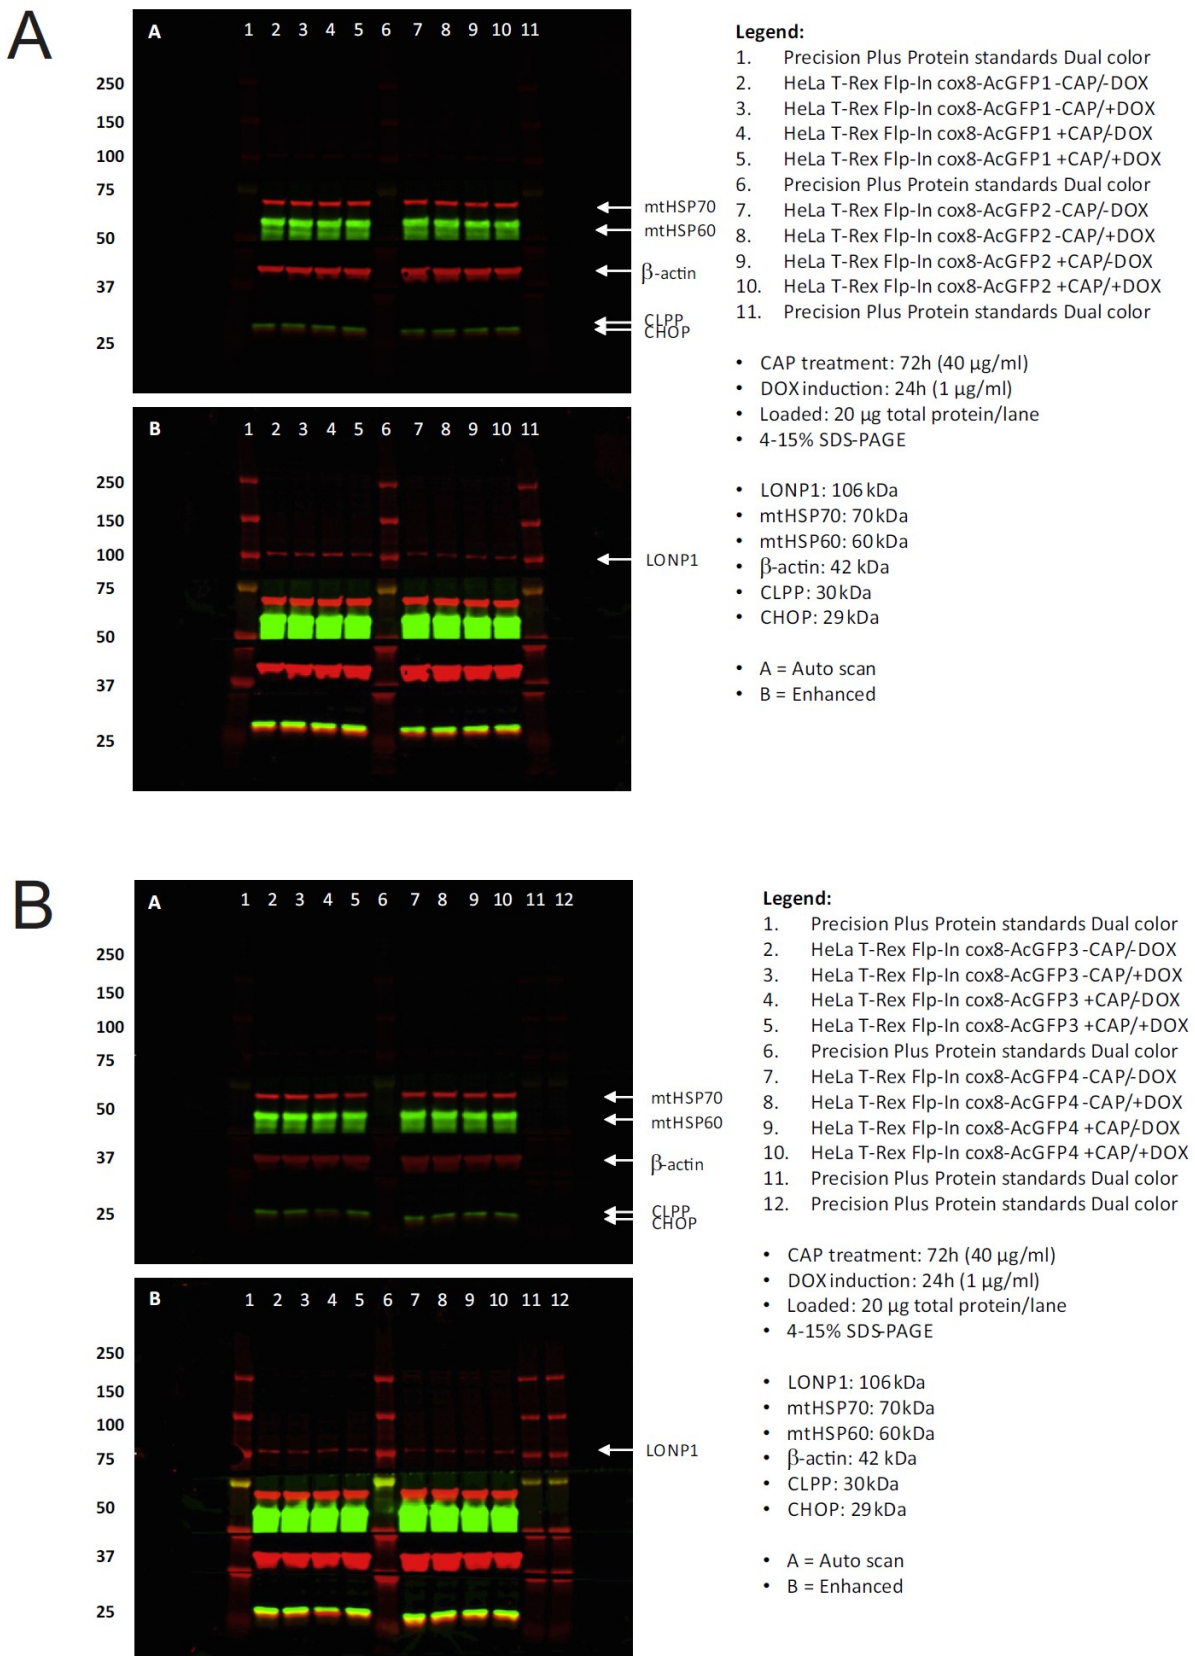 A
A 1 2 3 4 5 6 7 8 9 10 11
250
150
100
75
50
37
25
mtHSP70
mtHSP60
β-actin
CLPP
CHOP
B 1 2 3 4 5 6 7 8 9 10 11
250
150
100
75
50
37
25
LONP1
Legend:
1. Precision Plus Protein standards Dual color
2. HeLa T-Rex Flp-In cox8-AcGFP1 -CAP/-DOX
3. HeLa T-Rex Flp-In cox8-AcGFP1 -CAP/+DOX
4. HeLa T-Rex Flp-In cox8-AcGFP1 +CAP/-DOX
5. HeLa T-Rex Flp-In cox8-AcGFP1 +CAP/+DOX
6. Precision Plus Protein standards Dual color
7. HeLa T-Rex Flp-In cox8-AcGFP2 -CAP/-DOX
8. HeLa T-Rex Flp-In cox8-AcGFP2 -CAP/+DOX
9. HeLa T-Rex Flp-In cox8-AcGFP2 +CAP/-DOX
10. HeLa T-Rex Flp-In cox8-AcGFP2 +CAP/+DOX
11. Precision Plus Protein standards Dual color
• CAP treatment: 72h (40 µg/ml)
• DOX induction: 24h (1 µg/ml)
• Loaded: 20 µg total protein/lane
• 4-15% SDS-PAGE
• LONP1: 106 kDa
• mtHSP70: 70 kDa
• mtHSP60: 60 kDa
• β-actin: 42 kDa
• CLPP: 30 kDa
• CHOP: 29 kDa
• A = Auto scan
• B = Enhanced
B
A 1 2 3 4 5 6 7 8 9 10 11 12
250
150
100
75
50
37
25
mtHSP70
mtHSP60
β-actin
CLPP
CHOP
B 1 2 3 4 5 6 7 8 9 10 11 12
250
150
100
75
50
37
25
LONP1
Legend:
1. Precision Plus Protein standards Dual color
2. HeLa T-Rex Flp-In cox8-AcGFP3 -CAP/-DOX
3. HeLa T-Rex Flp-In cox8-AcGFP3 -CAP/+DOX
4. HeLa T-Rex Flp-In cox8-AcGFP3 +CAP/-DOX
5. HeLa T-Rex Flp-In cox8-AcGFP3 +CAP/+DOX
6. Precision Plus Protein standards Dual color
7. HeLa T-Rex Flp-In cox8-AcGFP4 -CAP/-DOX
8. HeLa T-Rex Flp-In cox8-AcGFP4 -CAP/+DOX
9. HeLa T-Rex Flp-In cox8-AcGFP4 +CAP/-DOX
10. HeLa T-Rex Flp-In cox8-AcGFP4 +CAP/+DOX
11. Precision Plus Protein standards Dual color
12. Precision Plus Protein standards Dual color
• CAP treatment: 72h (40 µg/ml)
• DOX induction: 24h (1 µg/ml)
• Loaded: 20 µg total protein/lane
• 4-15% SDS-PAGE
• LONP1: 106 kDa
• mtHSP70: 70 kDa
• mtHSP60: 60 kDa
• β-actin: 42 kDa
• CLPP: 30 kDa
• CHOP: 29 kDa
• A = Auto scan
• B = Enhanced